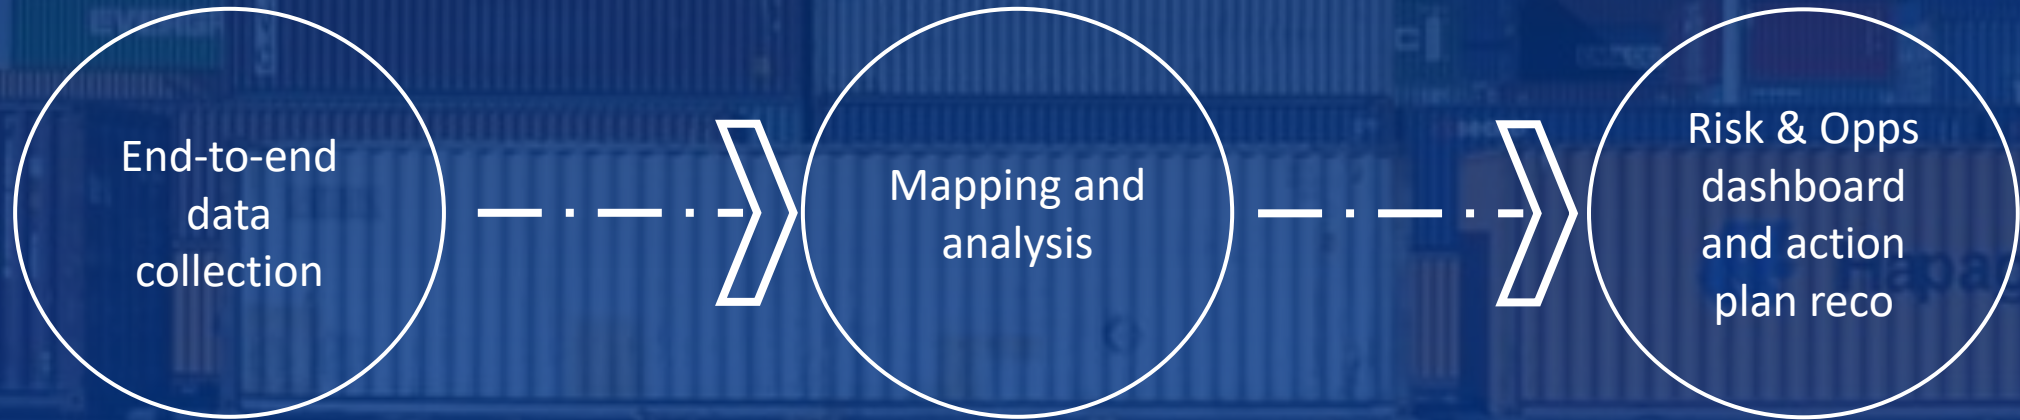 End-to-end
data
collection
Mapping and
analysis
Risk & Opps
dashboard
and action
plan reco